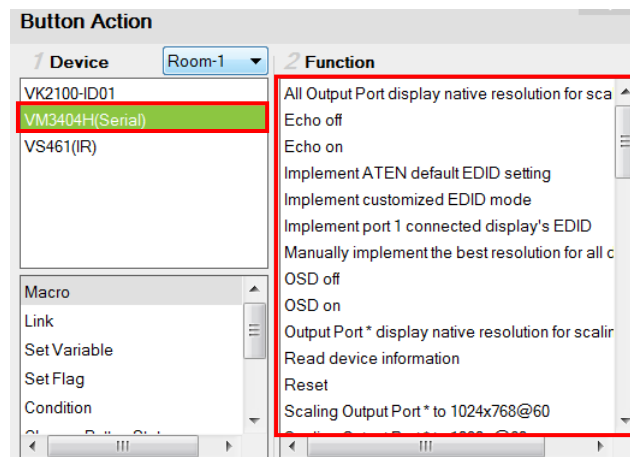 Button Action
1 Device
Room-1
2 Function
VK2100-ID01
VM3404H(Serial)
VS461(IR)
Macro
Link
Set Variable
Set Flag
Condition
All Output Port display native resolution for sca
Echo off
Echo on
Implement ATEN default EDID setting
Implement customized EDID mode
Implement port 1 connected display's EDID
Manually implement the best resolution for all c
OSD off
OSD on
Output Port * display native resolution for scalin
Read device information
Reset
Scaling Output Port * to 1024x768@60